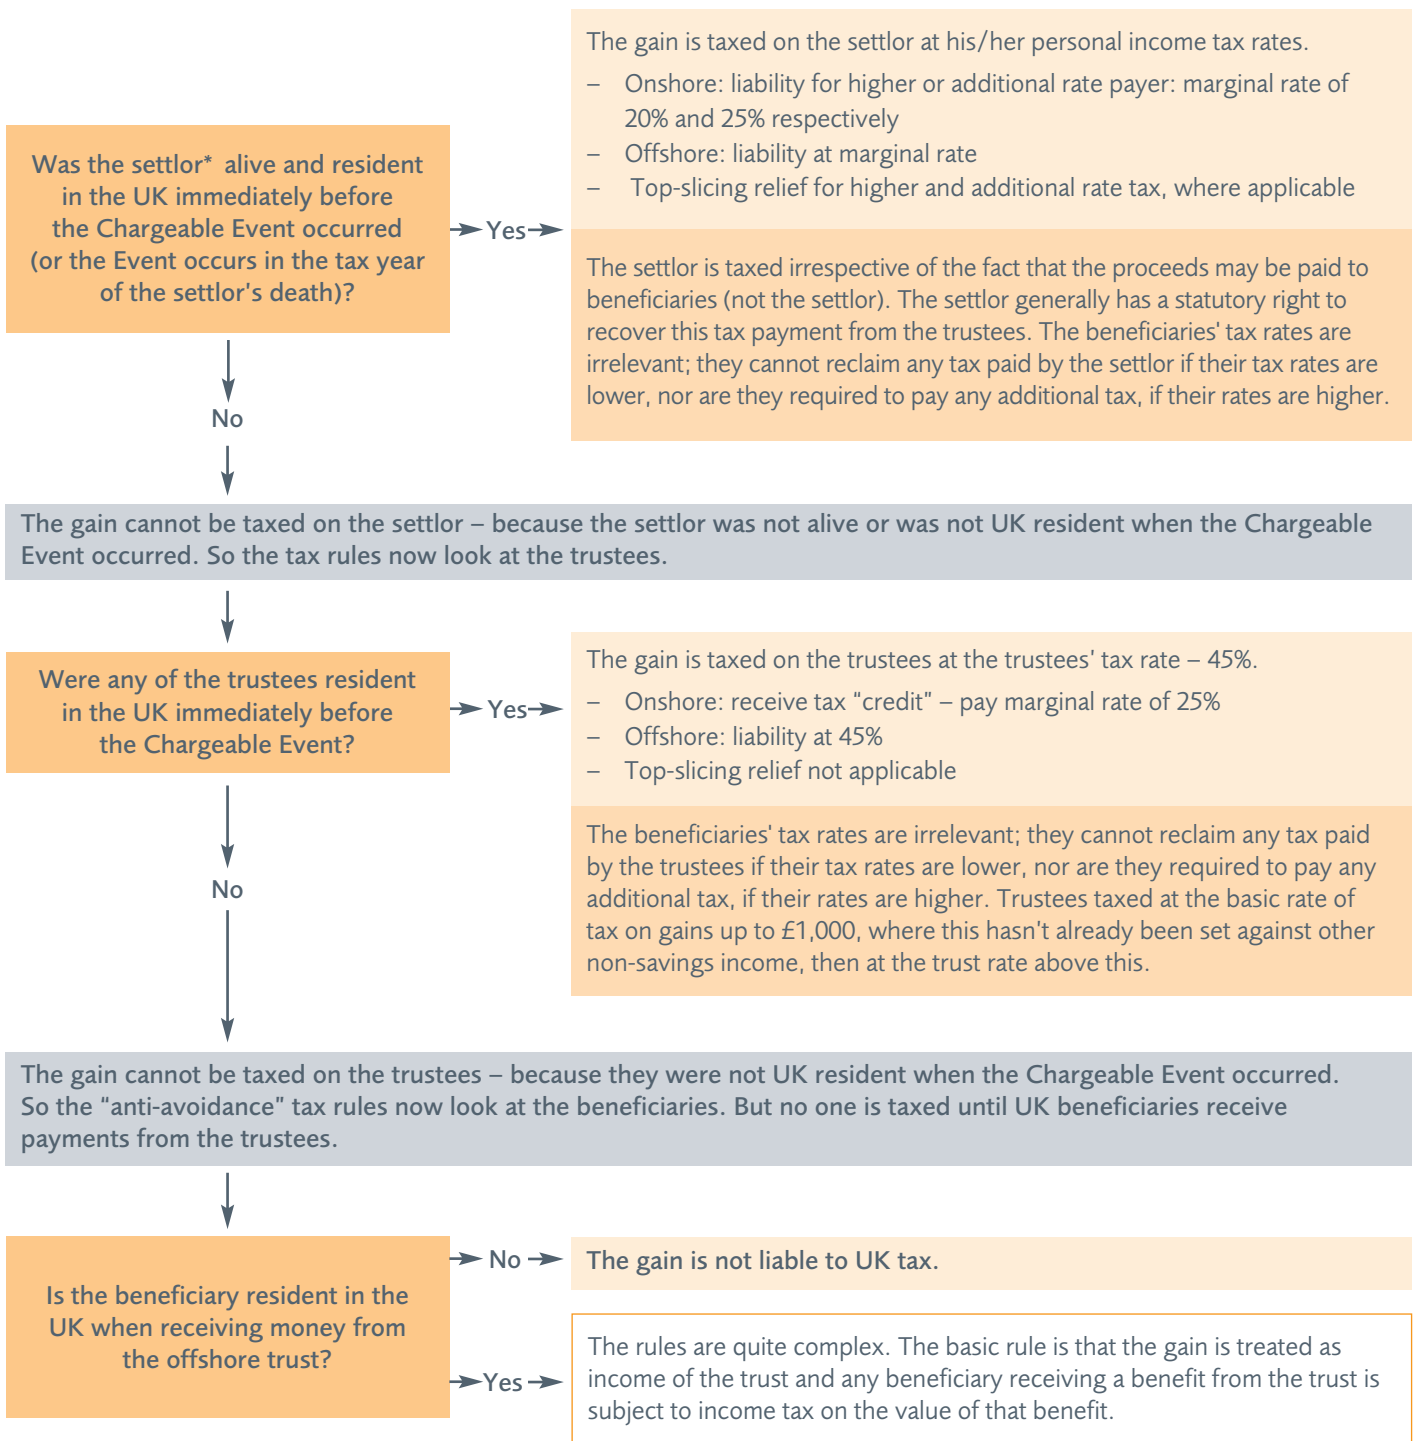 The gain is taxed on the settlor at his/her personal income tax rates.
– Onshore: liability for higher or additional rate payer: marginal rate of
20% and 25% respectively
– Offshore: liability at marginal rate
– Top-slicing relief for higher and additional rate tax, where applicable
Was the settlor* alive and resident
in the UK immediately before
the Chargeable Event occurred
(or the Event occurs in the tax year
of the settlor's death)?
Yes
The settlor is taxed irrespective of the fact that the proceeds may be paid to
beneficiaries (not the settlor). The settlor generally has a statutory right to
recover this tax payment from the trustees. The beneficiaries' tax rates are
irrelevant; they cannot reclaim any tax paid by the settlor if their tax rates are
lower, nor are they required to pay any additional tax, if their rates are higher.
No
The gain cannot be taxed on the settlor – because the settlor was not alive or was not UK resident when the Chargeable
Event occurred. So the tax rules now look at the trustees.
Were any of the trustees resident
in the UK immediately before
the Chargeable Event?
Yes
The gain is taxed on the trustees at the trustees' tax rate – 45%.
– Onshore: receive tax “credit” – pay marginal rate of 25%
– Offshore: liability at 45%
– Top-slicing relief not applicable
The beneficiaries' tax rates are irrelevant; they cannot reclaim any tax paid
by the trustees if their tax rates are lower, nor are they required to pay any
additional tax, if their rates are higher. Trustees taxed at the basic rate of
tax on gains up to £1,000, where this hasn't already been set against other
non-savings income, then at the trust rate above this.
No
The gain cannot be taxed on the trustees – because they were not UK resident when the Chargeable Event occurred.
So the “anti-avoidance” tax rules now look at the beneficiaries. But no one is taxed until UK beneficiaries receive
payments from the trustees.
Is the beneficiary resident in the
UK when receiving money from
the offshore trust?
No
The gain is not liable to UK tax.
Yes
The rules are quite complex. The basic rule is that the gain is treated as
income of the trust and any beneficiary receiving a benefit from the trust is
subject to income tax on the value of that benefit.